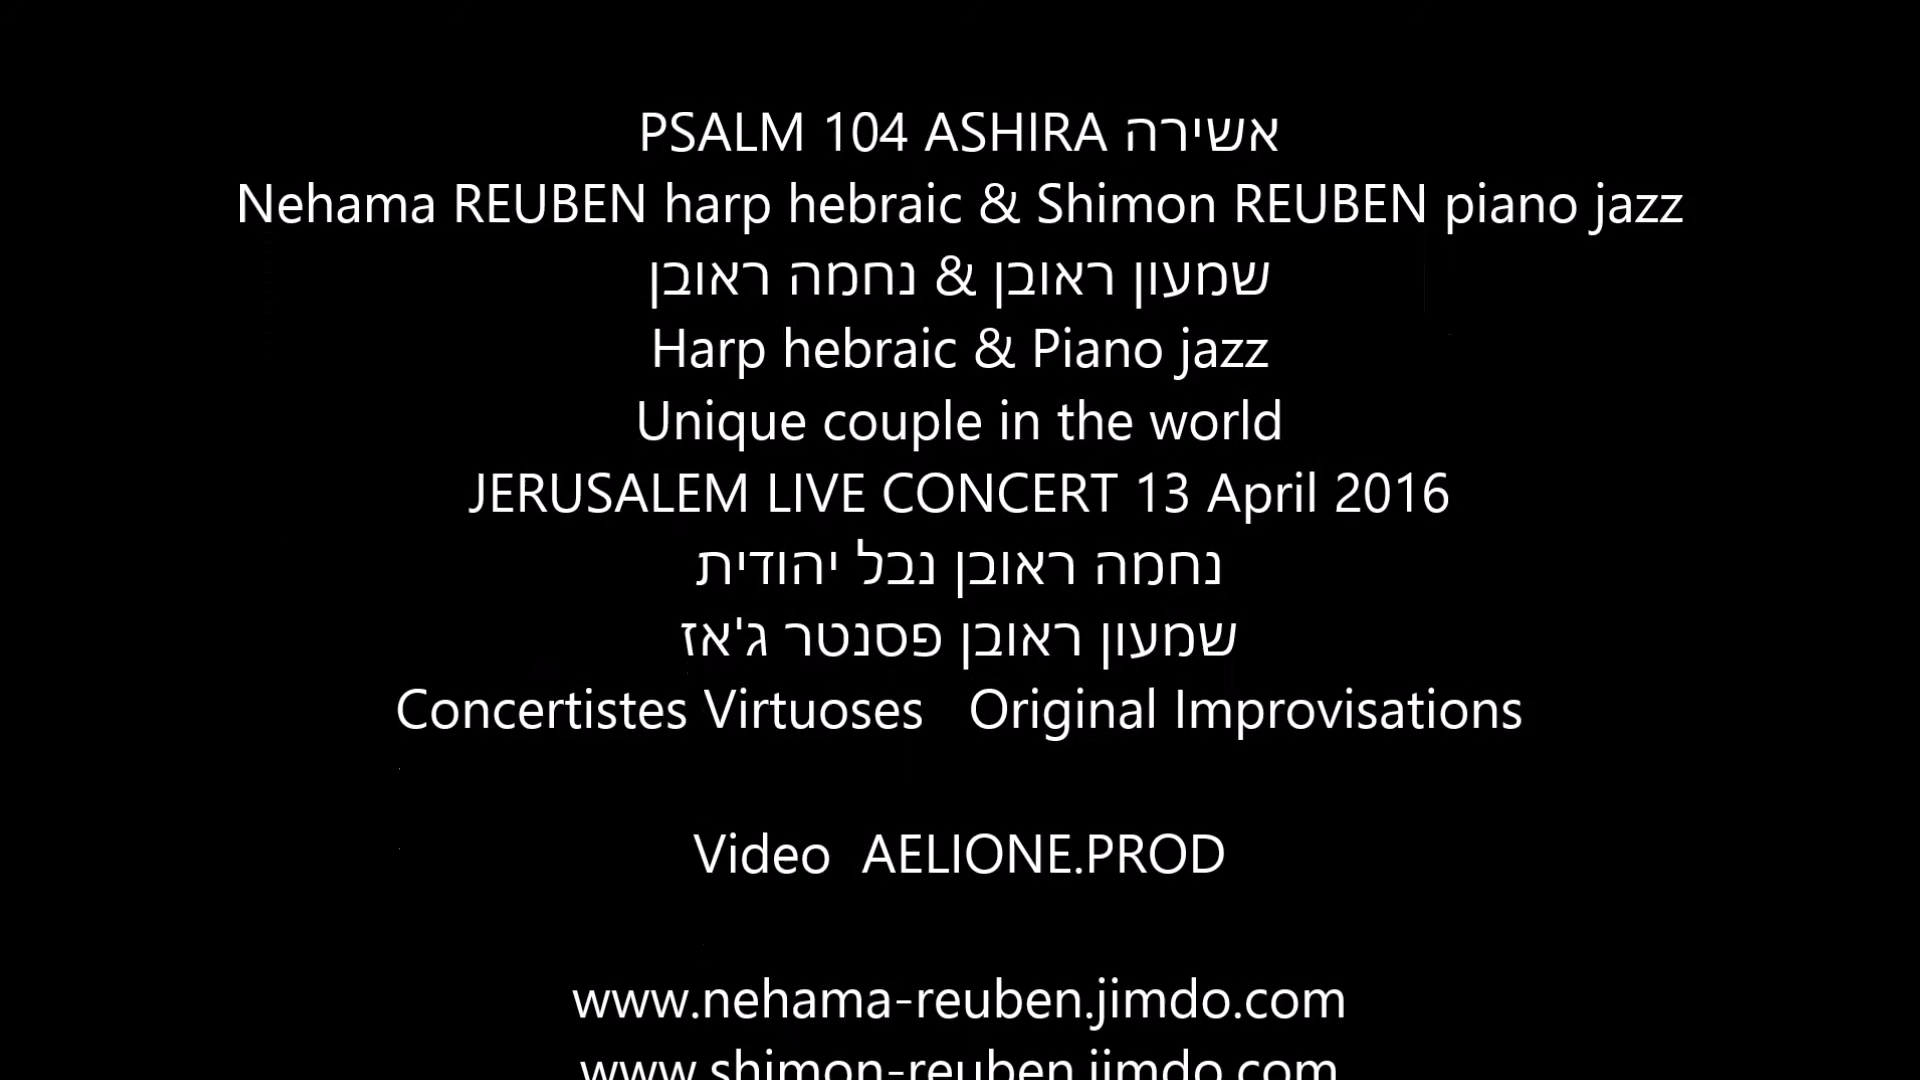 PSALM 104 ASHIRA אשירה
Nehama REUBEN harp hebraic & Shimon REUBEN piano jazz
שמעון ראובן & נחמה ראובן
Harp hebraic & Piano jazz
Unique couple in the world
JERUSALEM LIVE CONCERT 13 April 2016
נחמה ראובן נבל יהודית
שמעון ראובן פסנטר ג'אז
Concertistes Virtuoses   Original Improvisations
Video  AELIONE.PROD
www.nehama-reuben.jimdo.com
www.shimon-reuben.jimdo.com